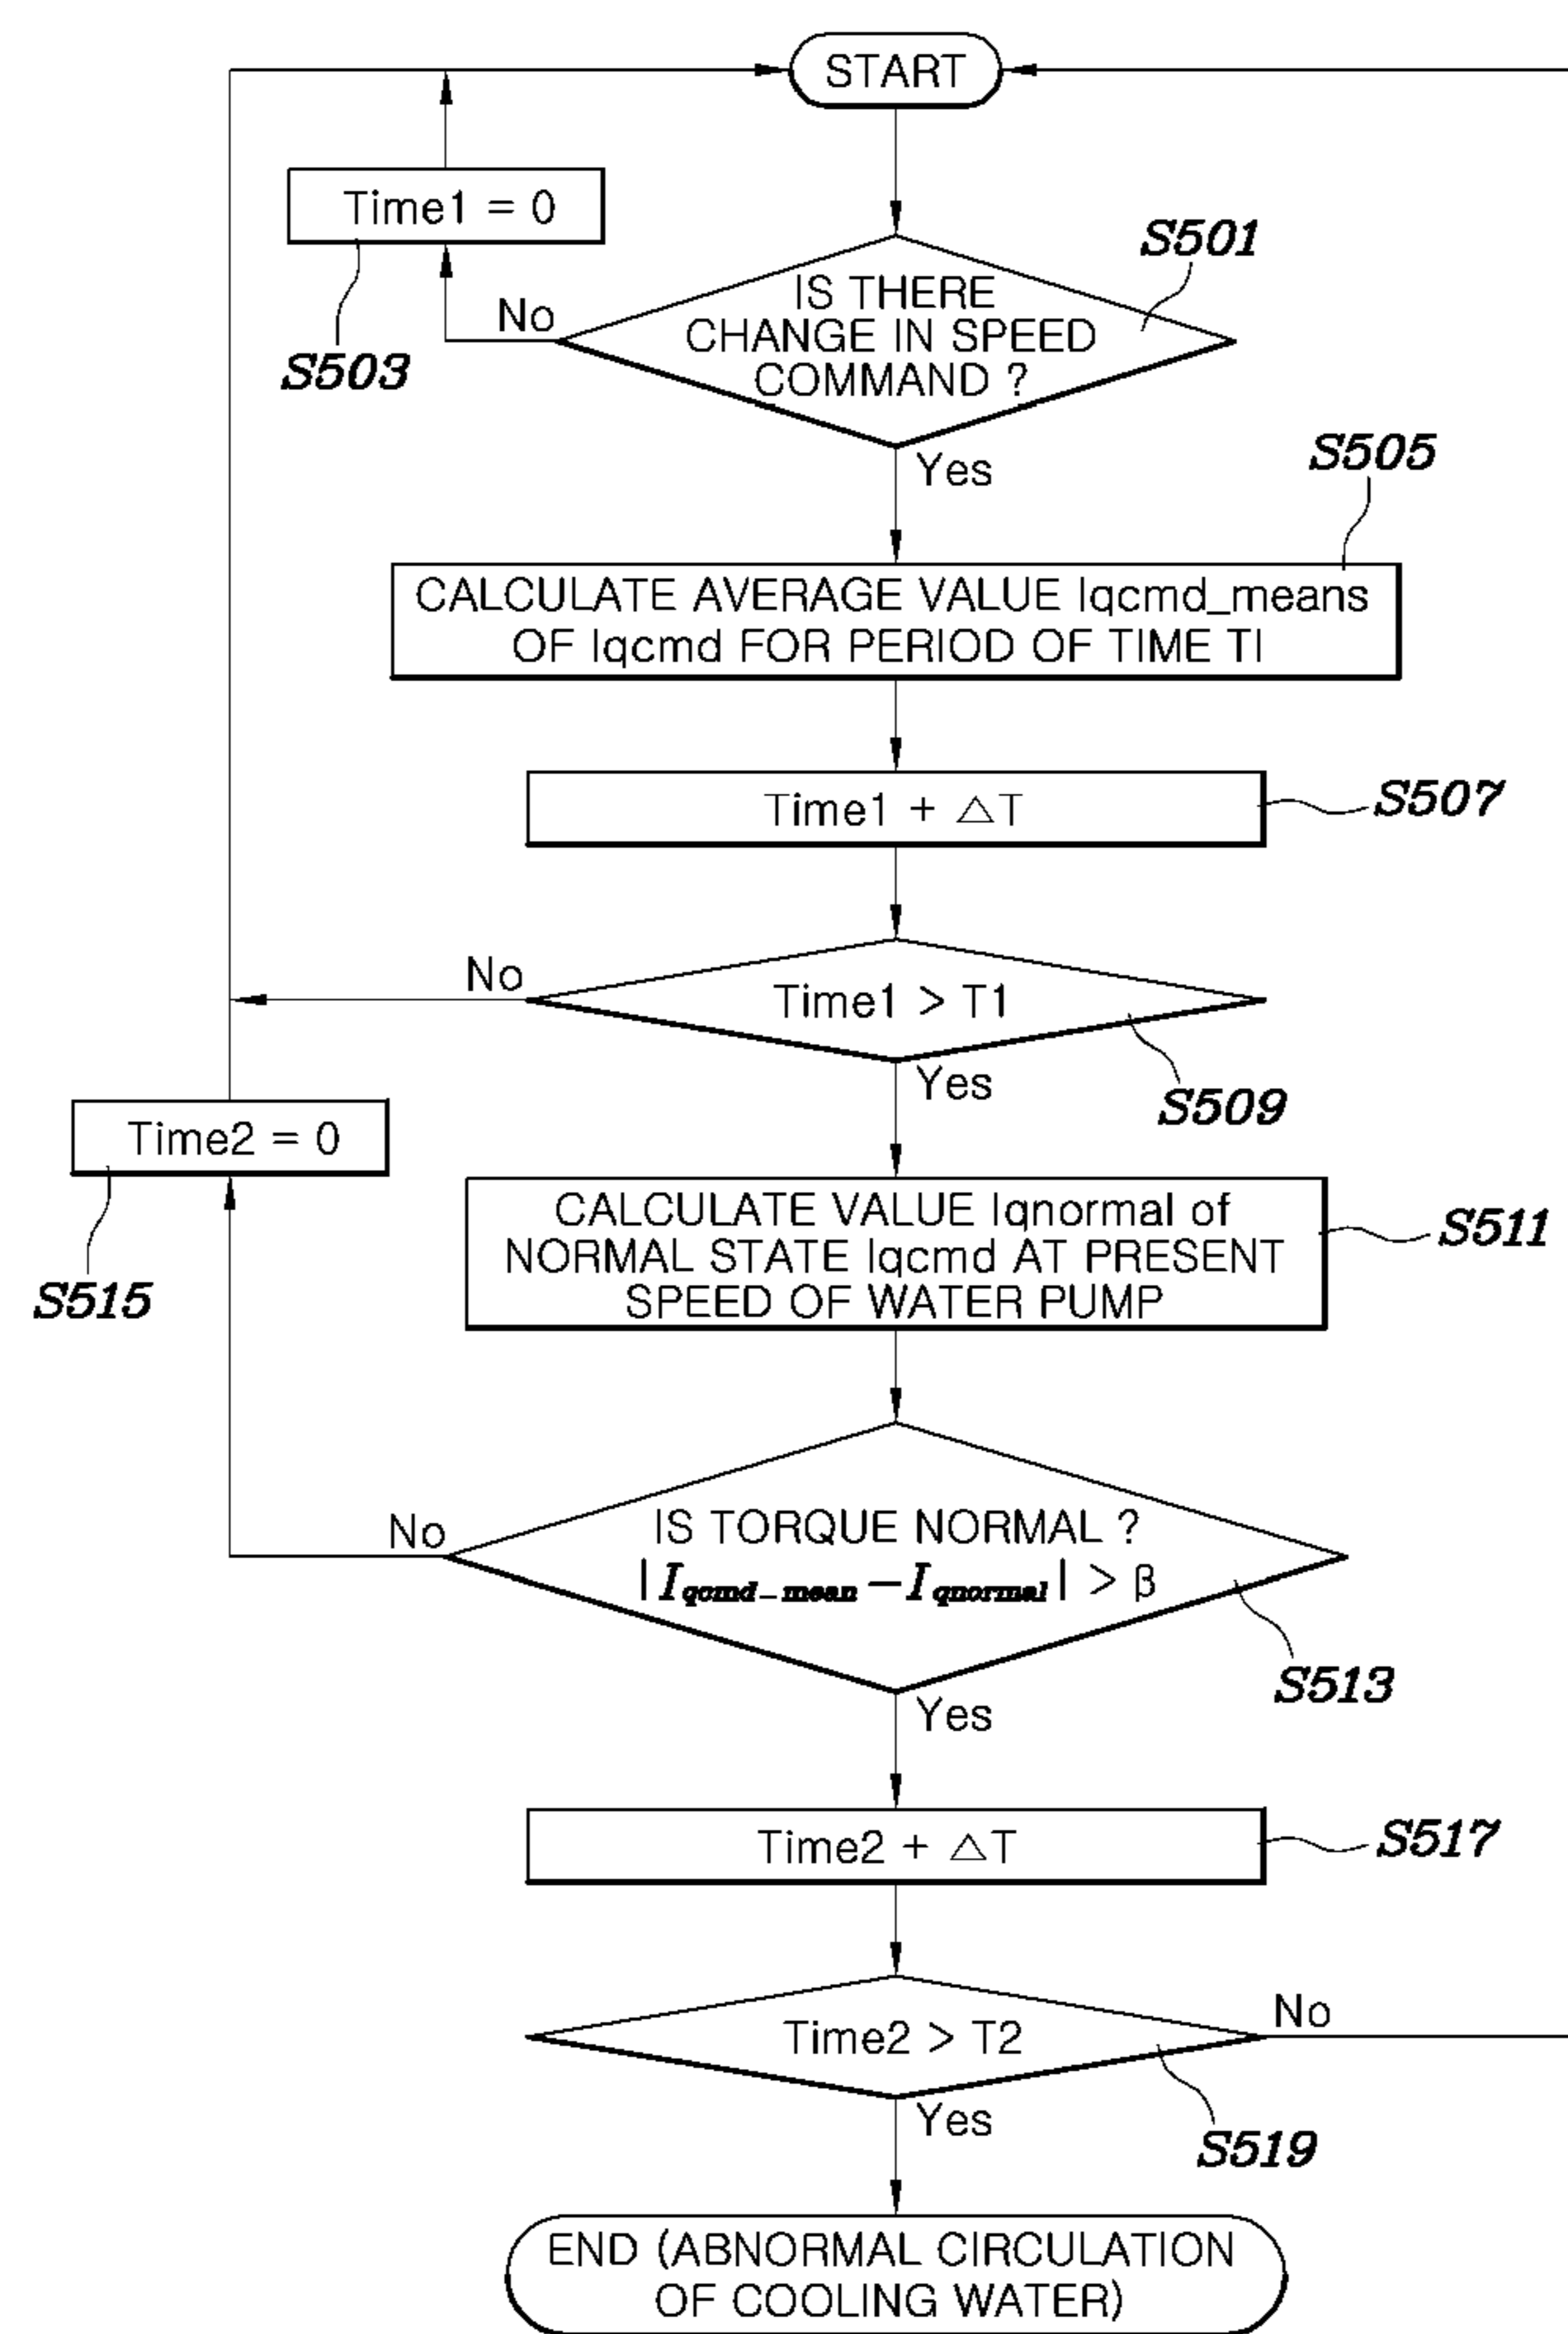 START
Time1 = 0
S501
IS THERE
CHANGE IN SPEED
COMMAND ?
No
S503
Yes
S505
CALCULATE AVERAGE VALUE Iqcmd_means
OF Iqcmd FOR PERIOD OF TIME TI
Time1 + △T
S507
No
Time1 > T1
Yes
S509
Time2 = 0
CALCULATE VALUE Iqnormal of
NORMAL STATE Iqcmd AT PRESENT
SPEED OF WATER PUMP
S511
S515
No
IS TORQUE NORMAL ?
|Iqcmd_mean − Iqnormal| > β
S513
Yes
Time2 + △T
S517
No
Time2 > T2
Yes
S519
END (ABNORMAL CIRCULATION
OF COOLING WATER)